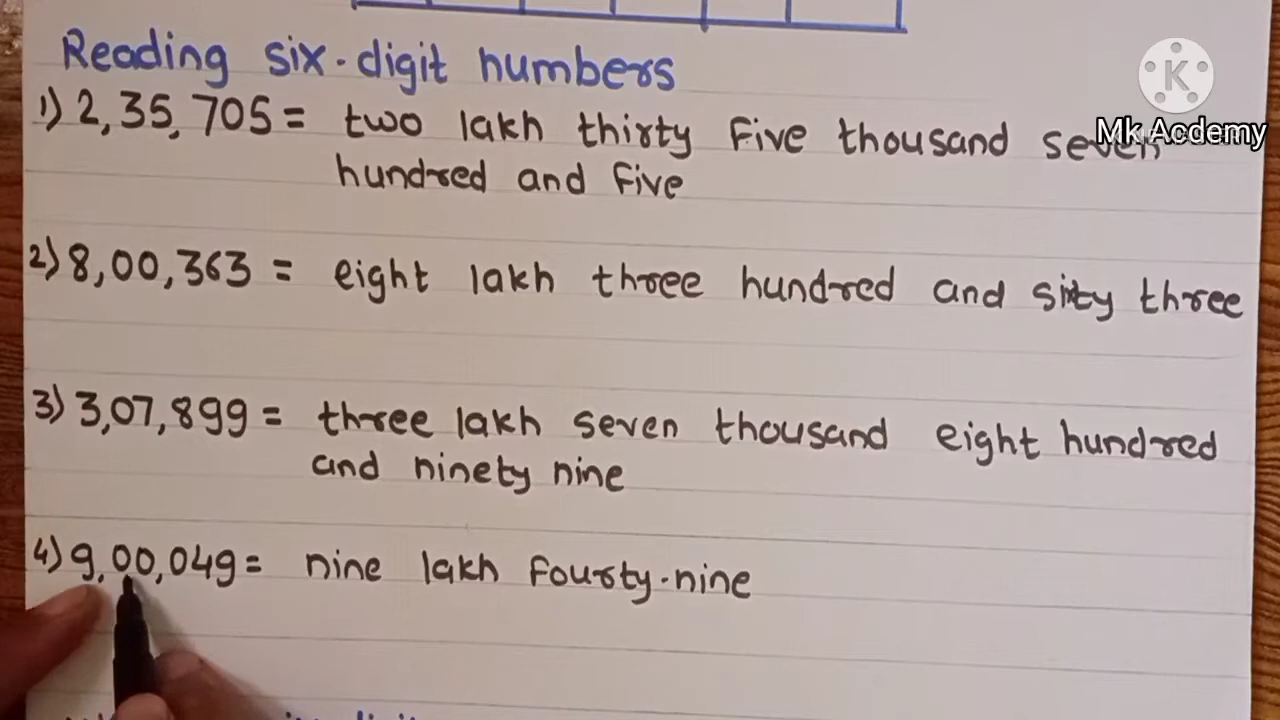 Reading six-digit numbers
1) 2,35,705 = two lakh thirty five thousand seven
hundred and five
2) 8,00,363 = eight lakh three hundred and sixty three
3) 3,07,899 = three lakh seven thousand eight hundred
and ninety nine
4) 9,00,049 = nine lakh fourty-nine
K
Mk Acdemy